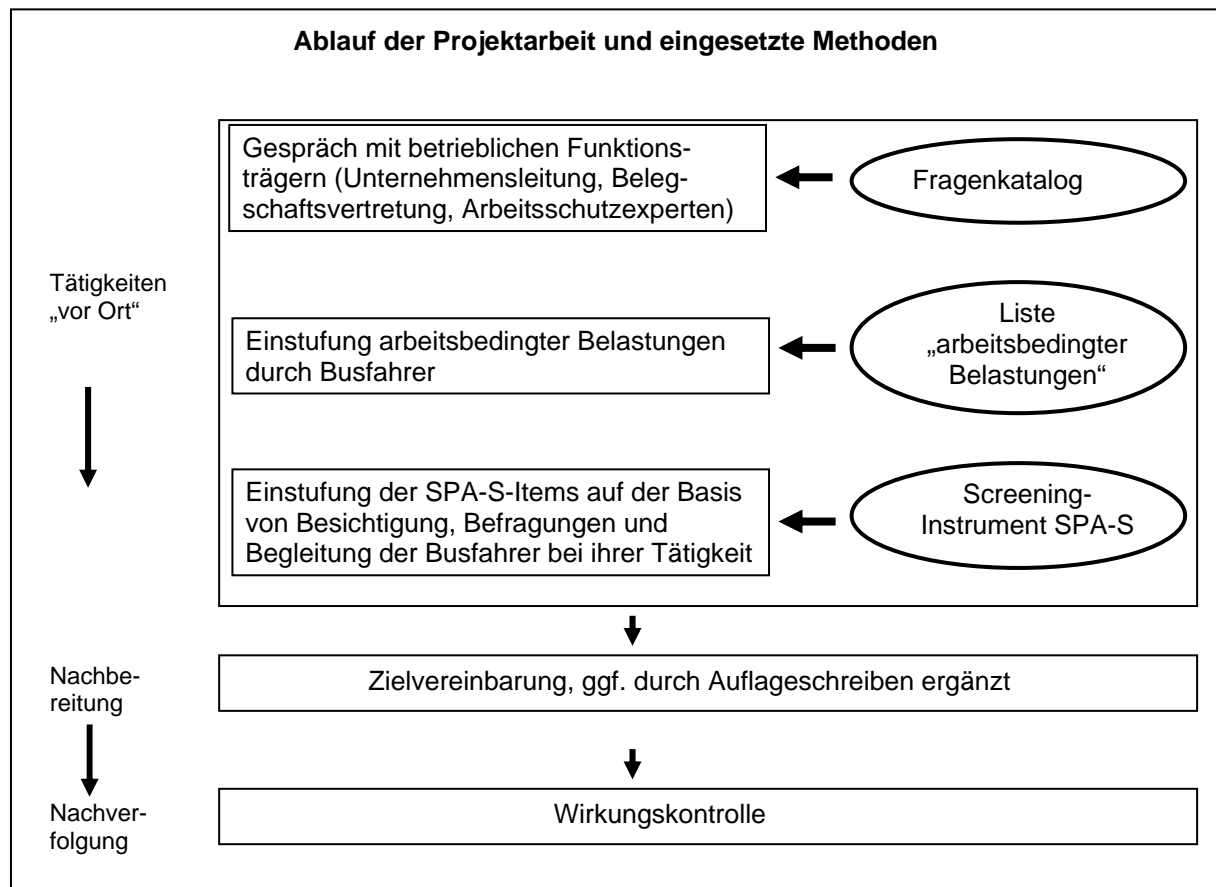 Ablauf der Projektarbeit und eingesetzte Methoden
Gespräch mit betrieblichen Funktions-
trägern (Unternehmensleitung, Beleg-
schaftsvertretung, Arbeitsschutzexperten)
Fragenkatalog
Tätigkeiten
„vor Ort“
Einstufung arbeitsbedingter Belastungen
durch Busfahrer
Liste
„arbeitsbedingter
Belastungen“
Einstufung der SPA-S-Items auf der Basis
von Besichtigung, Befragungen und
Begleitung der Busfahrer bei ihrer Tätigkeit
Screening-
Instrument SPA-S
Nachbe-
reitung
Zielvereinbarung, ggf. durch Auflageschreiben ergänzt
Nachver-
folgung
Wirkungskontrolle